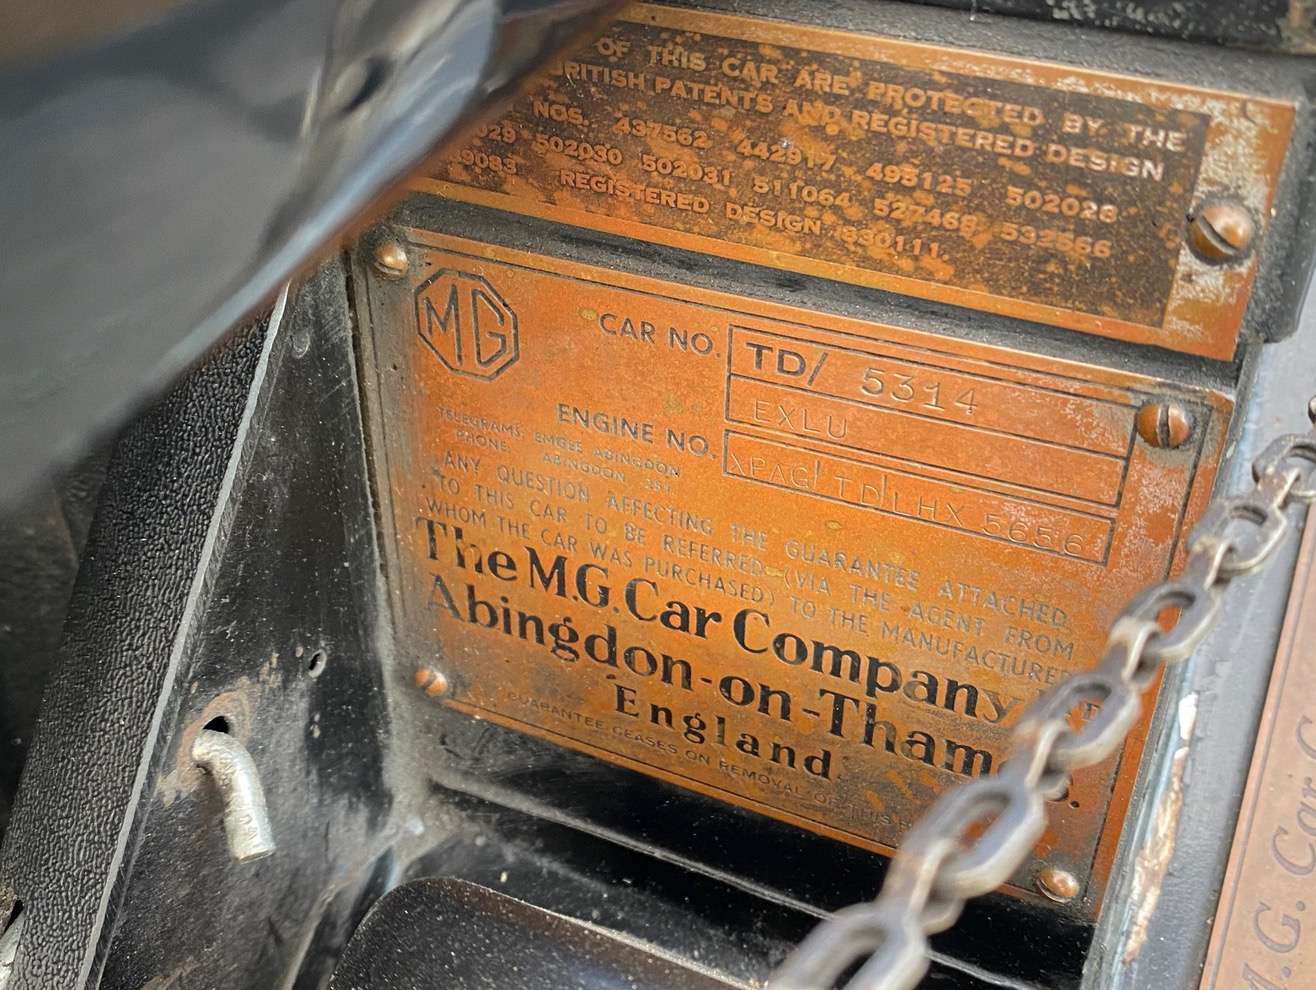 OF THIS CAR ARE PROTECTED BY THE
BRITISH PATENTS AND REGISTERED DESIGN
NOS. 437562 442917 495125 502028
502030 502031 511064 527468 532566
REGISTERED DESIGN 830111.
MG
CAR NO. TD/ 5314
EXLU
ENGINE NO. XPAG TD LHX 5656
TELEGRAMS, EMGEE ABINGDON
PHONE, ABINGDON, 251.
ANY QUESTION AFFECTING THE GUARANTEE ATTACHED
TO THIS CAR TO BE REFERRED (VIA THE AGENT FROM
WHOM THE CAR WAS PURCHASED) TO THE MANUFACTURER
The M.G. Car Company
Abingdon-on-Thames.
England.
GUARANTEE CEASES ON REMOVAL OF THIS
M.G. Car